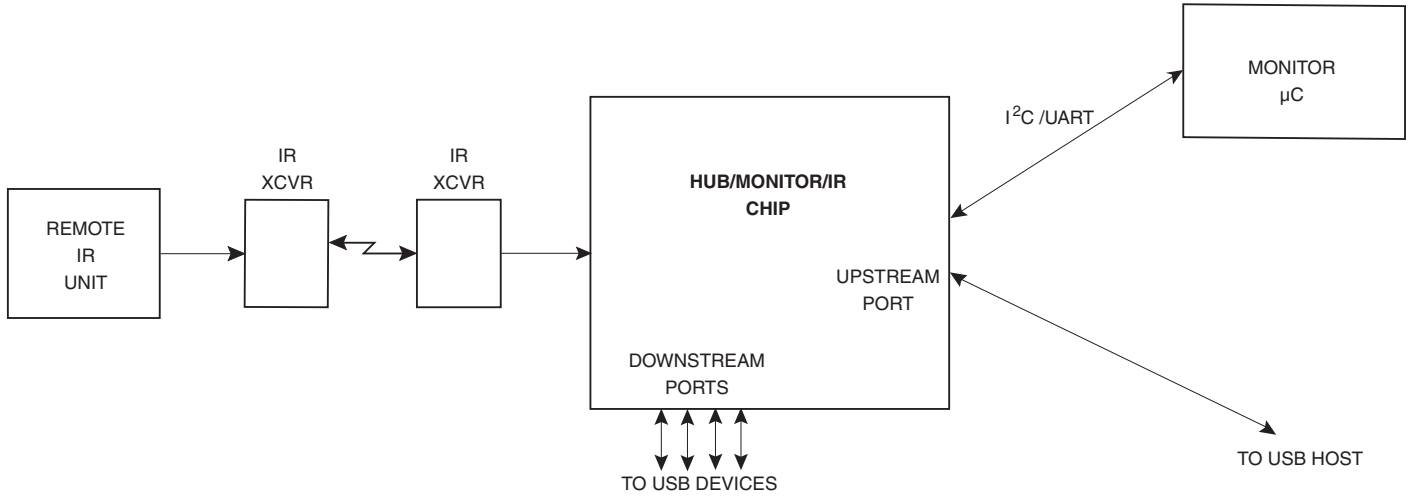 MONITOR
µC
I²C /UART
IR
XCVR
IR
XCVR
HUB/MONITOR/IR
CHIP
REMOTE
IR
UNIT
UPSTREAM
PORT
DOWNSTREAM
PORTS
TO USB DEVICES
TO USB HOST